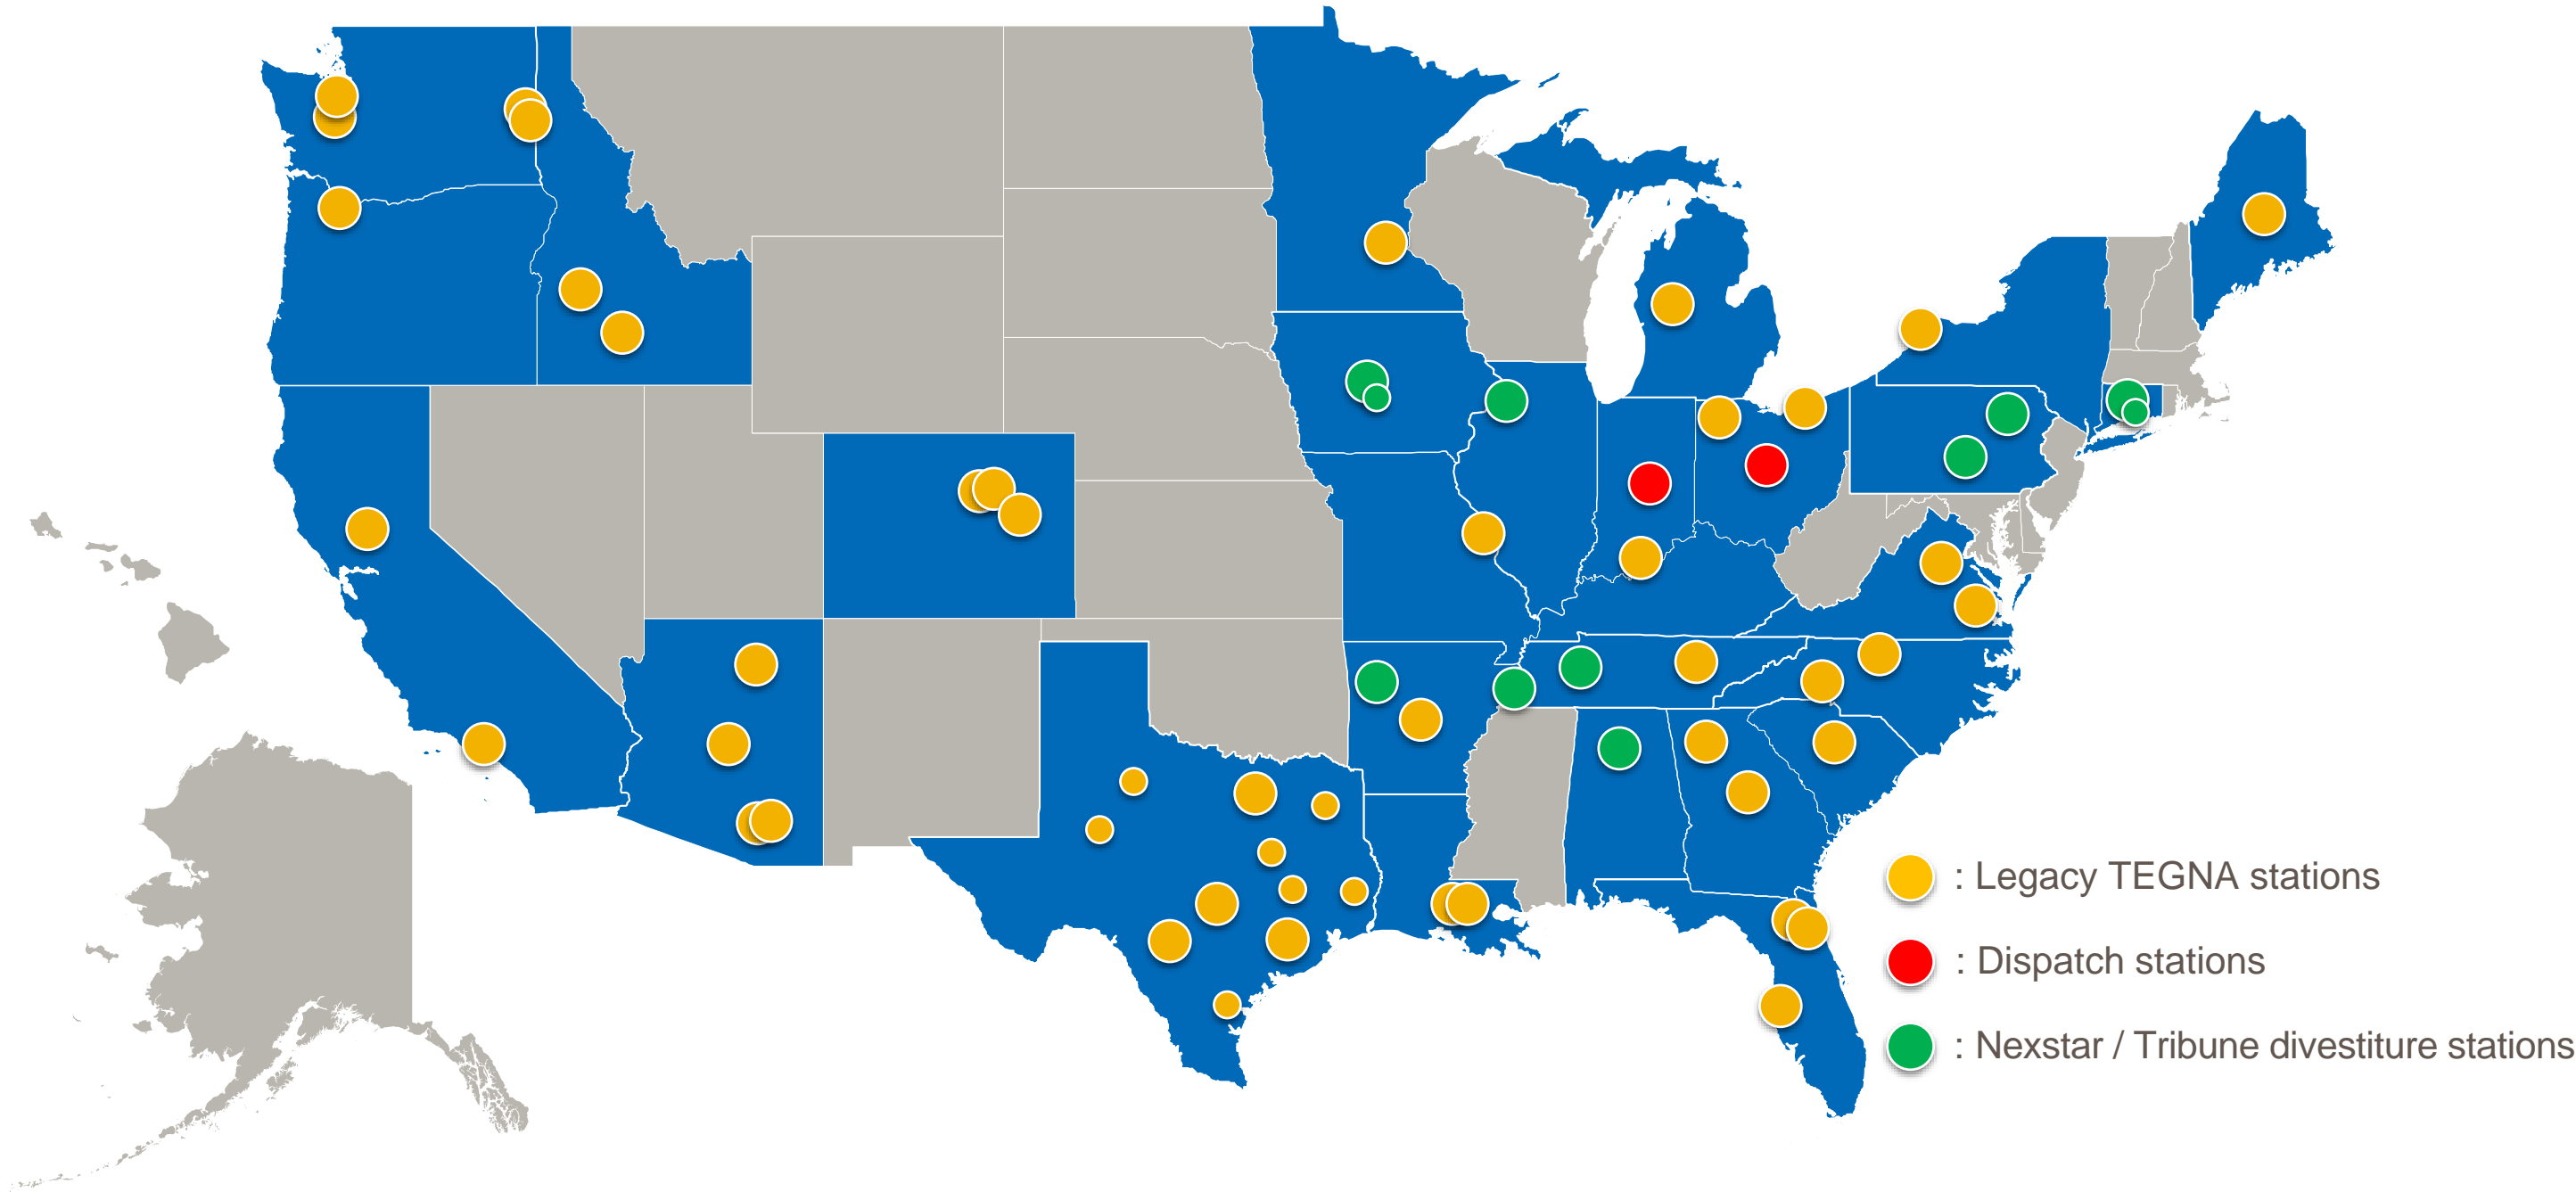 : Legacy TEGNA stations
: Dispatch stations
: Nexstar / Tribune divestiture stations